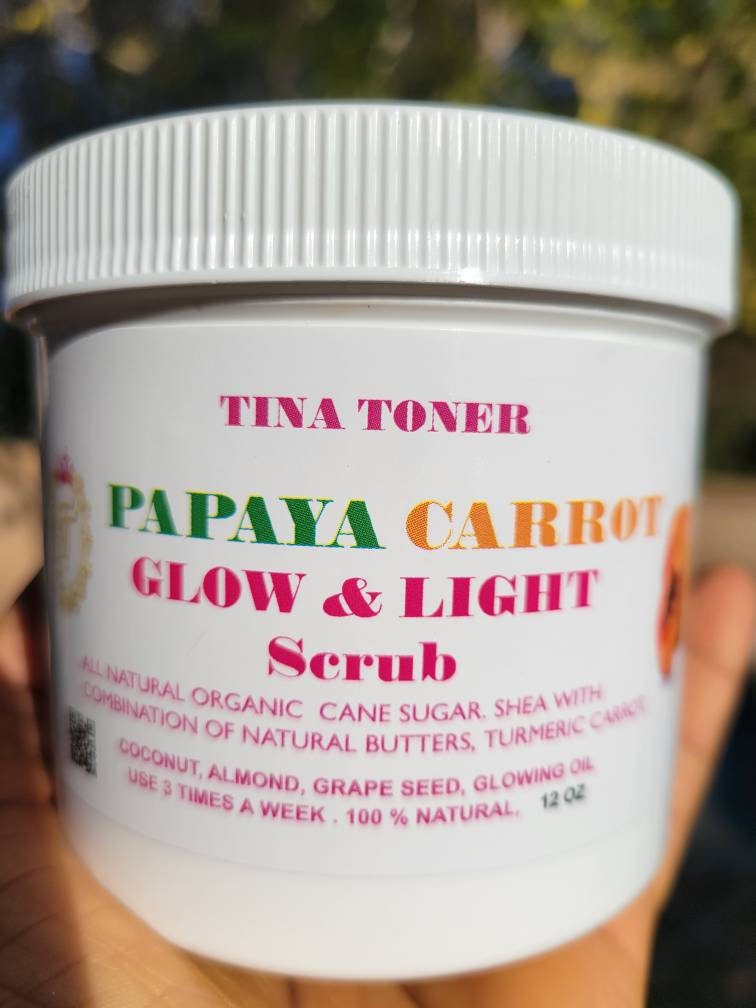 TINA TONER
PAPAYA CARROT
GLOW & LIGHT
Scrub
ALL NATURAL ORGANIC CANE SUGAR. SHEA WITH
COMBINATION OF NATURAL BUTTERS, TURMERIC CARROT
COCONUT, ALMOND, GRAPE SEED, GLOWING OIL
USE 3 TIMES A WEEK . 100 % NATURAL, 12 OZ